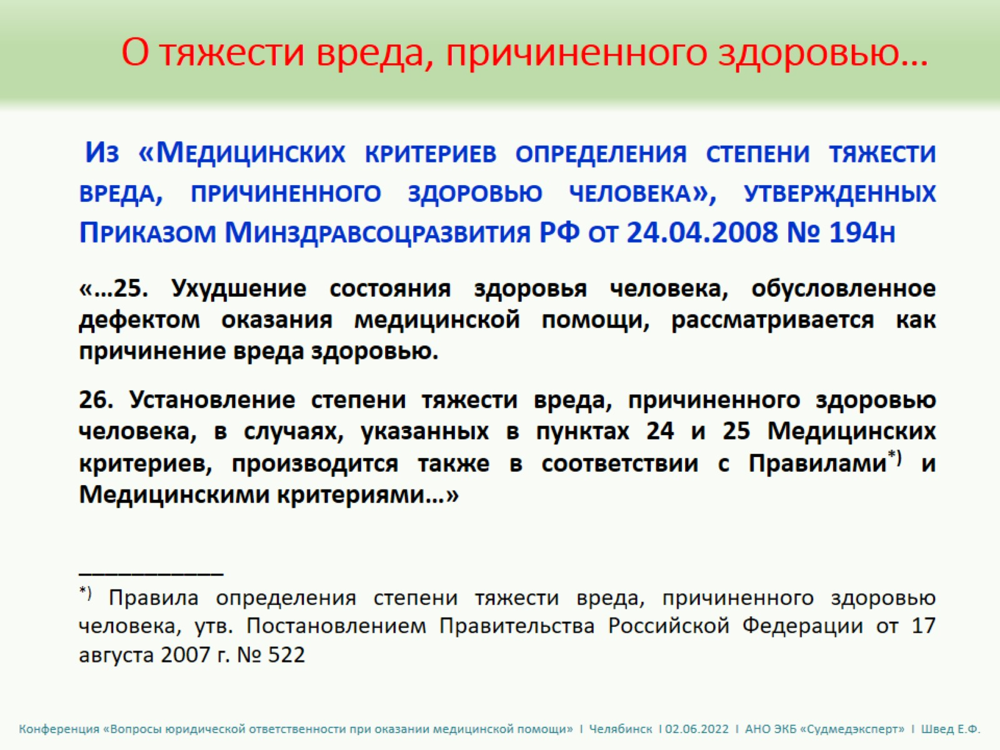 О тяжести вреда, причиненного здоровью...
Из «Медицинских критериев определения степени тяжести
вреда, причиненного здоровью человека», утвержденных
Приказом Минздравсоцразвития РФ от 24.04.2008 № 194н
«...25. Ухудшение состояния здоровья человека, обусловленное
дефектом оказания медицинской помощи, рассматривается как
причинение вреда здоровью.
26. Установление степени тяжести вреда, причиненного здоровью
человека, в случаях, указанных в пунктах 24 и 25 Медицинских
критериев, производится также в соответствии с Правилами*) и
Медицинскими критериями...»
___________
*) Правила определения степени тяжести вреда, причиненного здоровью
человека, утв. Постановлением Правительства Российской Федерации от 17
августа 2007 г. № 522
Конференция «Вопросы юридической ответственности при оказании медицинской помощи» I Челябинск I 02.06.2022 I АНО ЭКБ «Судмедэксперт» I Швед Е.Ф.